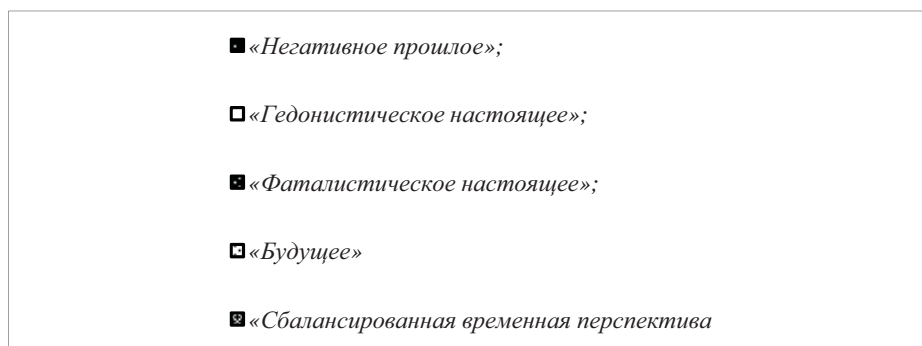 «Негативное прошлое»;
«Гедонистическое настоящее»;
«Фаталистическое настоящее»;
«Будущее»
«Сбалансированная временная перспектива